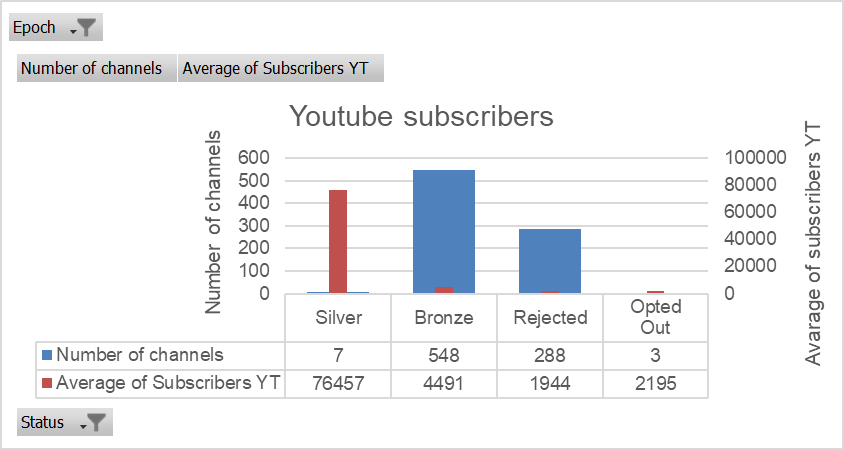 Epoch
Number of channels Average of Subscribers YT
Youtube subscribers
Number of channels
600
500
400
300
200
100
0
100000
80000
60000
40000
20000
0
Avarage of subscribers YT
Silver Bronze Rejected Opted Out
Number of channels 7 548 288 3
Average of Subscribers YT 76457 4491 1944 2195
Status